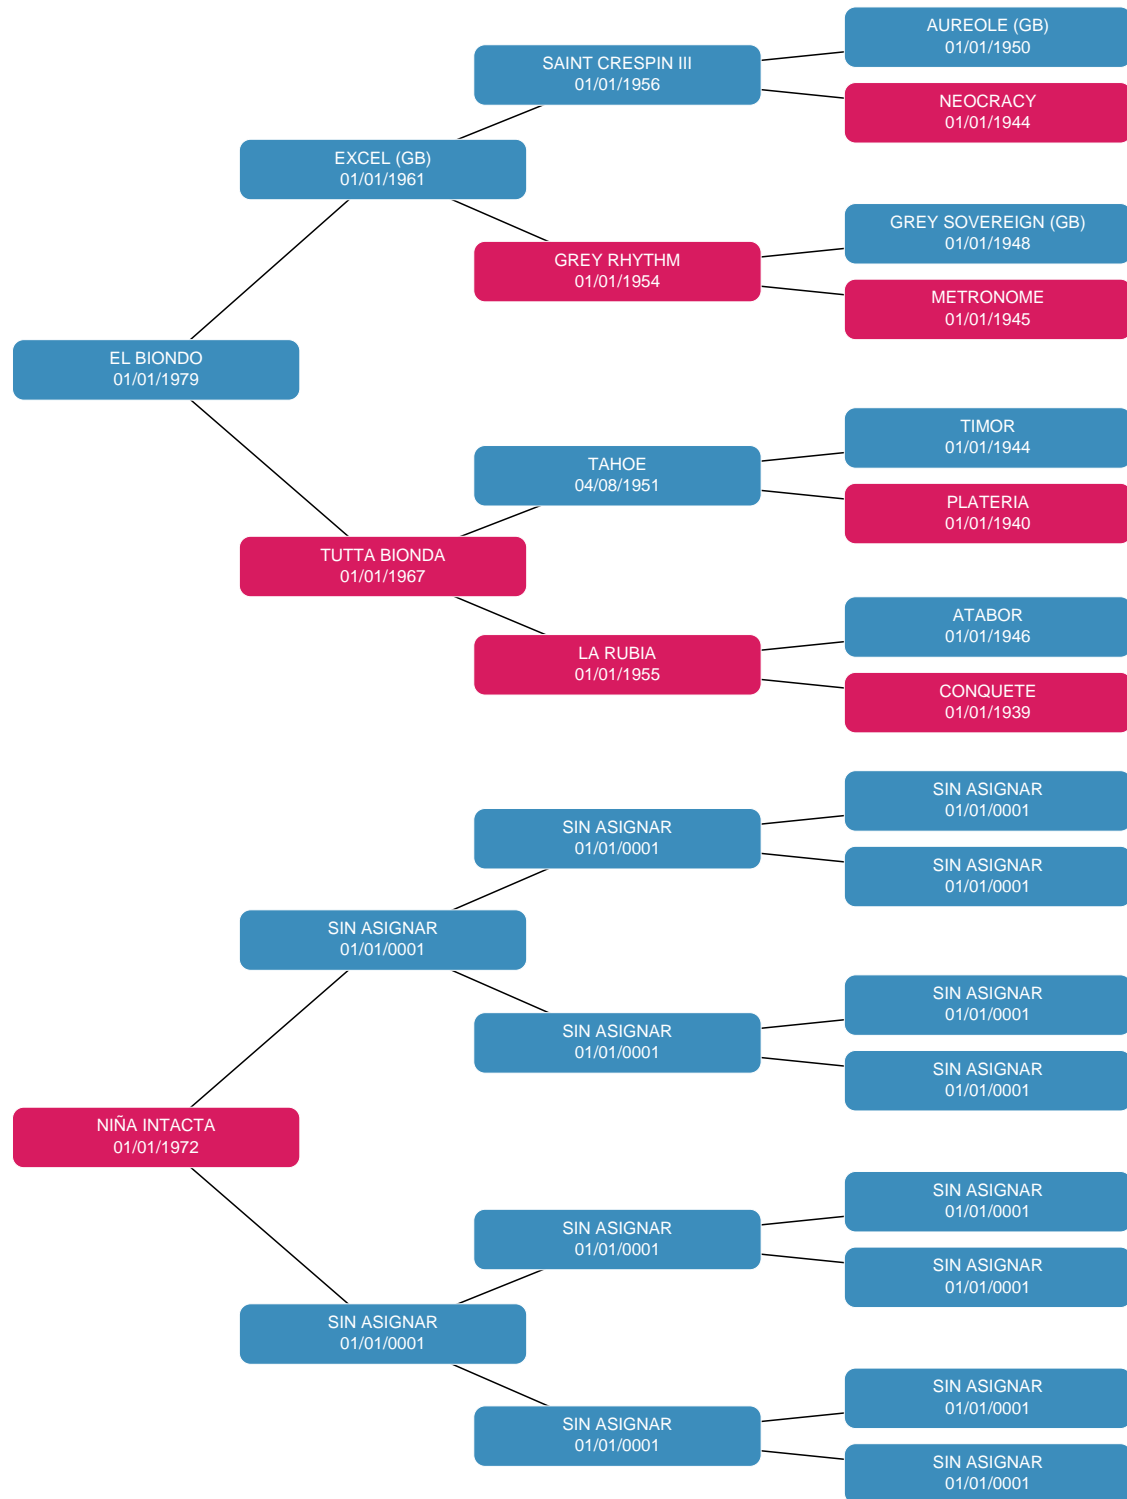 AUREOLE (GB)
01/01/1950
SAINT CRESPIN III
01/01/1956
NEOCRACY
01/01/1944
EXCEL (GB)
01/01/1961
GREY SOVEREIGN (GB)
01/01/1948
GREY RHYTHM
01/01/1954
METRONOME
01/01/1945
EL BIONDO
01/01/1979
TIMOR
01/01/1944
TAHOE
04/08/1951
PLATERIA
01/01/1940
TUTTA BIONDA
01/01/1967
ATABOR
01/01/1946
LA RUBIA
01/01/1955
CONQUETE
01/01/1939
SIN ASIGNAR
01/01/0001
SIN ASIGNAR
01/01/0001
SIN ASIGNAR
01/01/0001
SIN ASIGNAR
01/01/0001
SIN ASIGNAR
01/01/0001
SIN ASIGNAR
01/01/0001
SIN ASIGNAR
01/01/0001
NIÑA INTACTA
01/01/1972
SIN ASIGNAR
01/01/0001
SIN ASIGNAR
01/01/0001
SIN ASIGNAR
01/01/0001
SIN ASIGNAR
01/01/0001
SIN ASIGNAR
01/01/0001
SIN ASIGNAR
01/01/0001
SIN ASIGNAR
01/01/0001